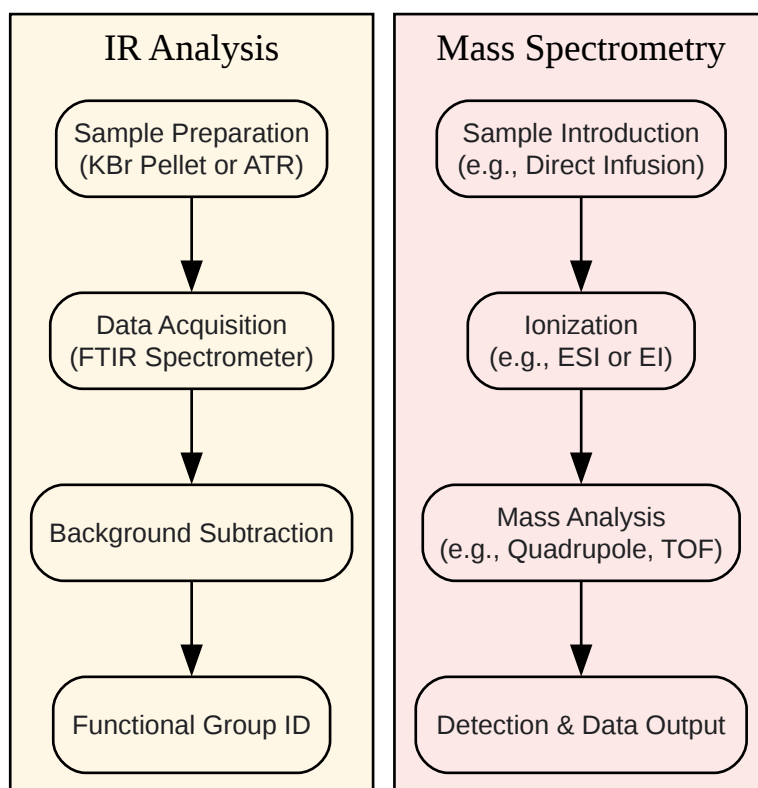 IR Analysis
Sample Preparation
(KBr Pellet or ATR)
Data Acquisition
(FTIR Spectrometer)
Background Subtraction
Functional Group ID
Mass Spectrometry
Sample Introduction
(e.g., Direct Infusion)
Ionization
(e.g., ESI or EI)
Mass Analysis
(e.g., Quadrupole, TOF)
Detection & Data Output